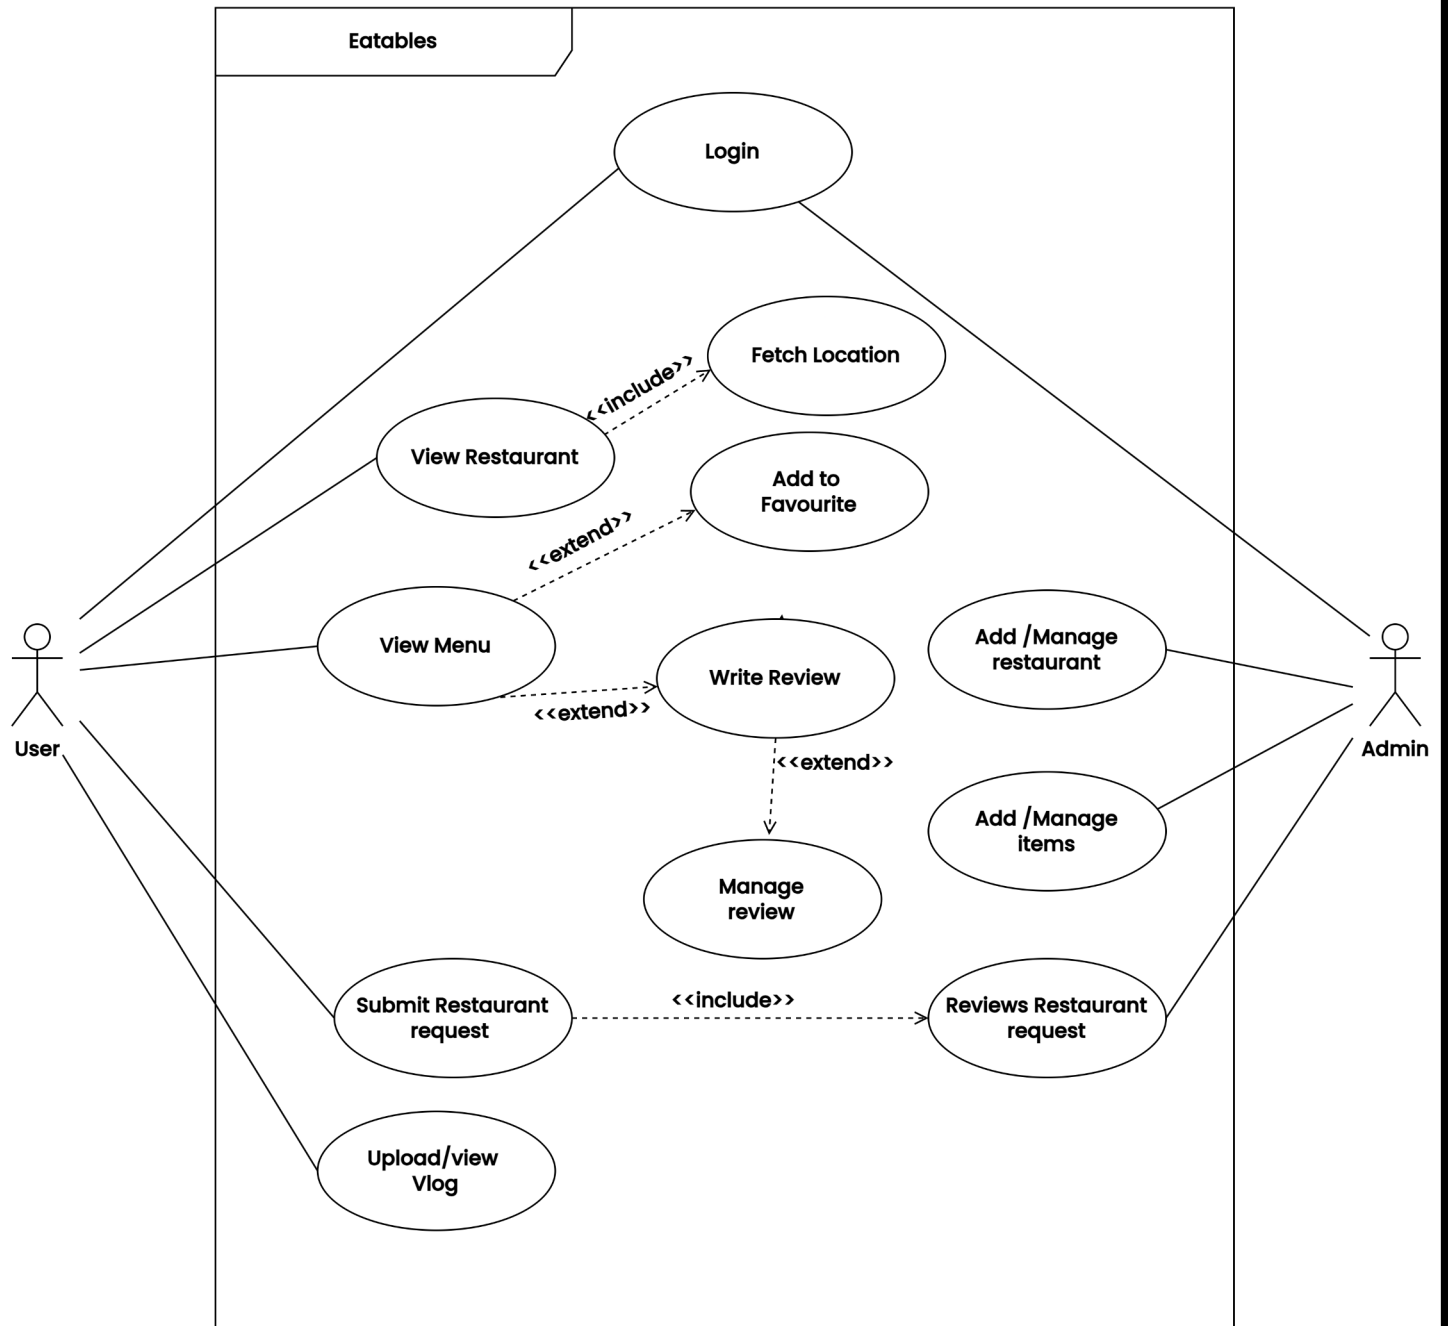 Eatables
Login
Fetch Location
<<include>>
View Restaurant
Add to
Favourite
<<extend>>
View Menu
Write Review
<<extend>>
Add /Manage
restaurant
User
Admin
<<extend>>
Add /Manage
items
Manage
review
Submit Restaurant
request
<<include>>
Reviews Restaurant
request
Upload/view
Vlog